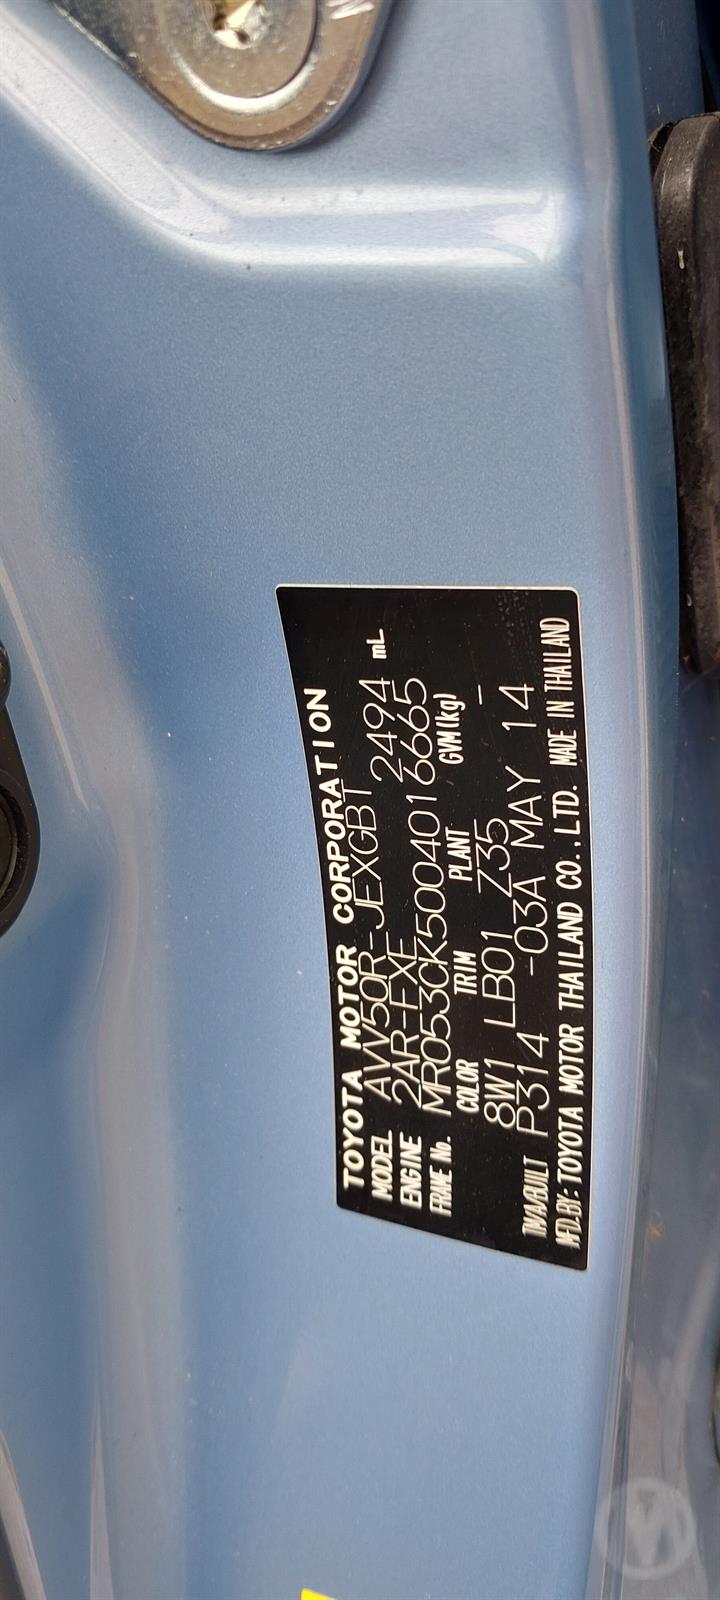 TOYOTA MOTOR CORPORATION
MODEL AVV50R-JEXGBT
ENGINE 2AR-FXE 2494 mL
FRAME No. MR053CK5004016665
COLOR TRIM PLANT GVM(kg)
8W1 LB01 Z35 -
TMA/BUILT P314 -03A MAY 14
MFD.BY: TOYOTA MOTOR THAILAND CO.,LTD. MADE IN THAILAND